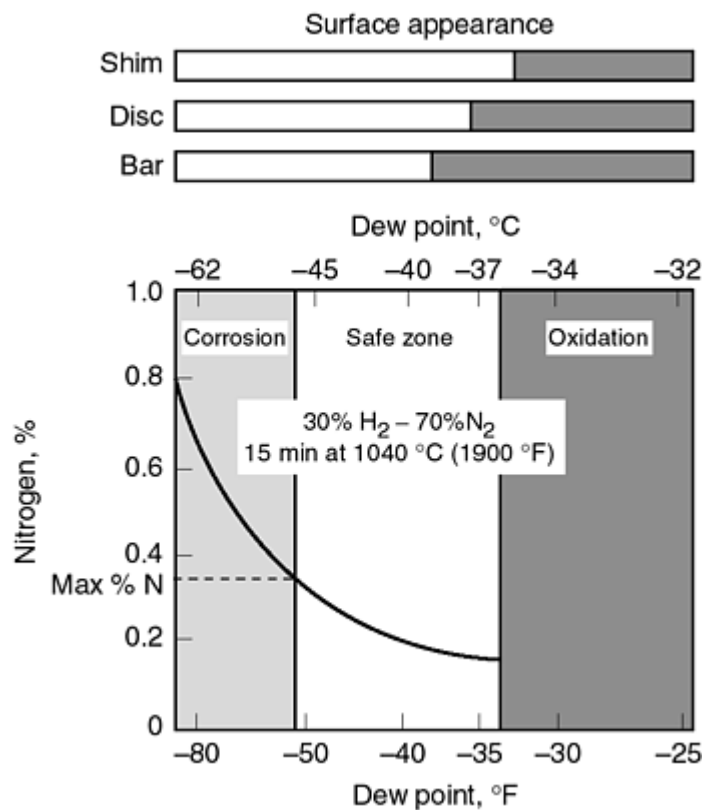 Surface appearance
Shim
Disc
Bar
Dew point, °C
–62 –45 –40 –37 –34 –32
1.0
Corrosion Safe zone Oxidation
0.8
30% H₂ – 70%N₂
15 min at 1040 °C (1900 °F)
0.6
Nitrogen, %
0.4
Max % N
0.2
0
–80 –50 –40 –35 –30 –25
Dew point, °F